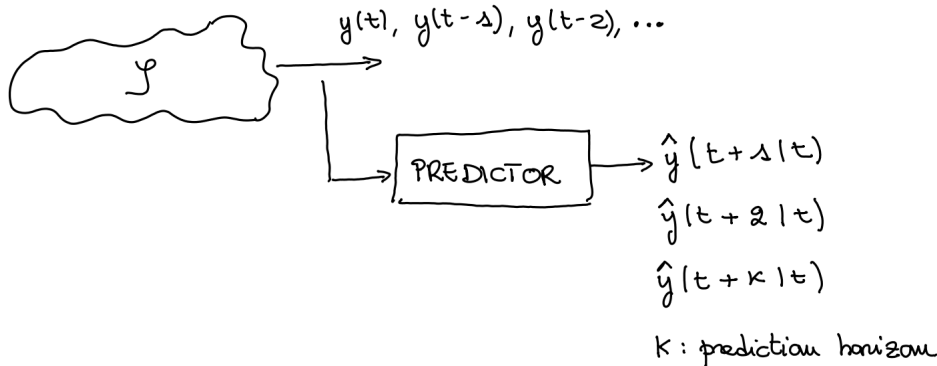 y(t), y(t-1), y(t-2), ...
𝒮
PREDICTOR
ŷ(t+1|t)
ŷ(t+2|t)
ŷ(t+k|t)
k: prediction horizon